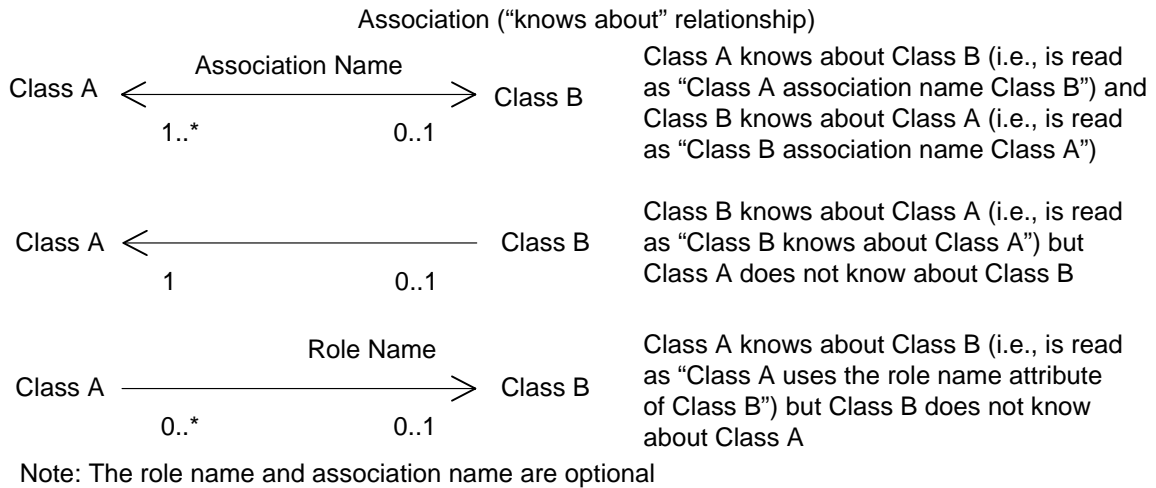 Association (“knows about” relationship)
Class A
Association Name
Class B
1..*
0..1
Class A knows about Class B (i.e., is read
as “Class A association name Class B”) and
Class B knows about Class A (i.e., is read
as “Class B association name Class A”)
Class A
Class B
1
0..1
Class B knows about Class A (i.e., is read
as “Class B knows about Class A”) but
Class A does not know about Class B
Role Name
Class A
Class B
0..*
0..1
Class A knows about Class B (i.e., is read
as “Class A uses the role name attribute
of Class B”) but Class B does not know
about Class A
Note: The role name and association name are optional